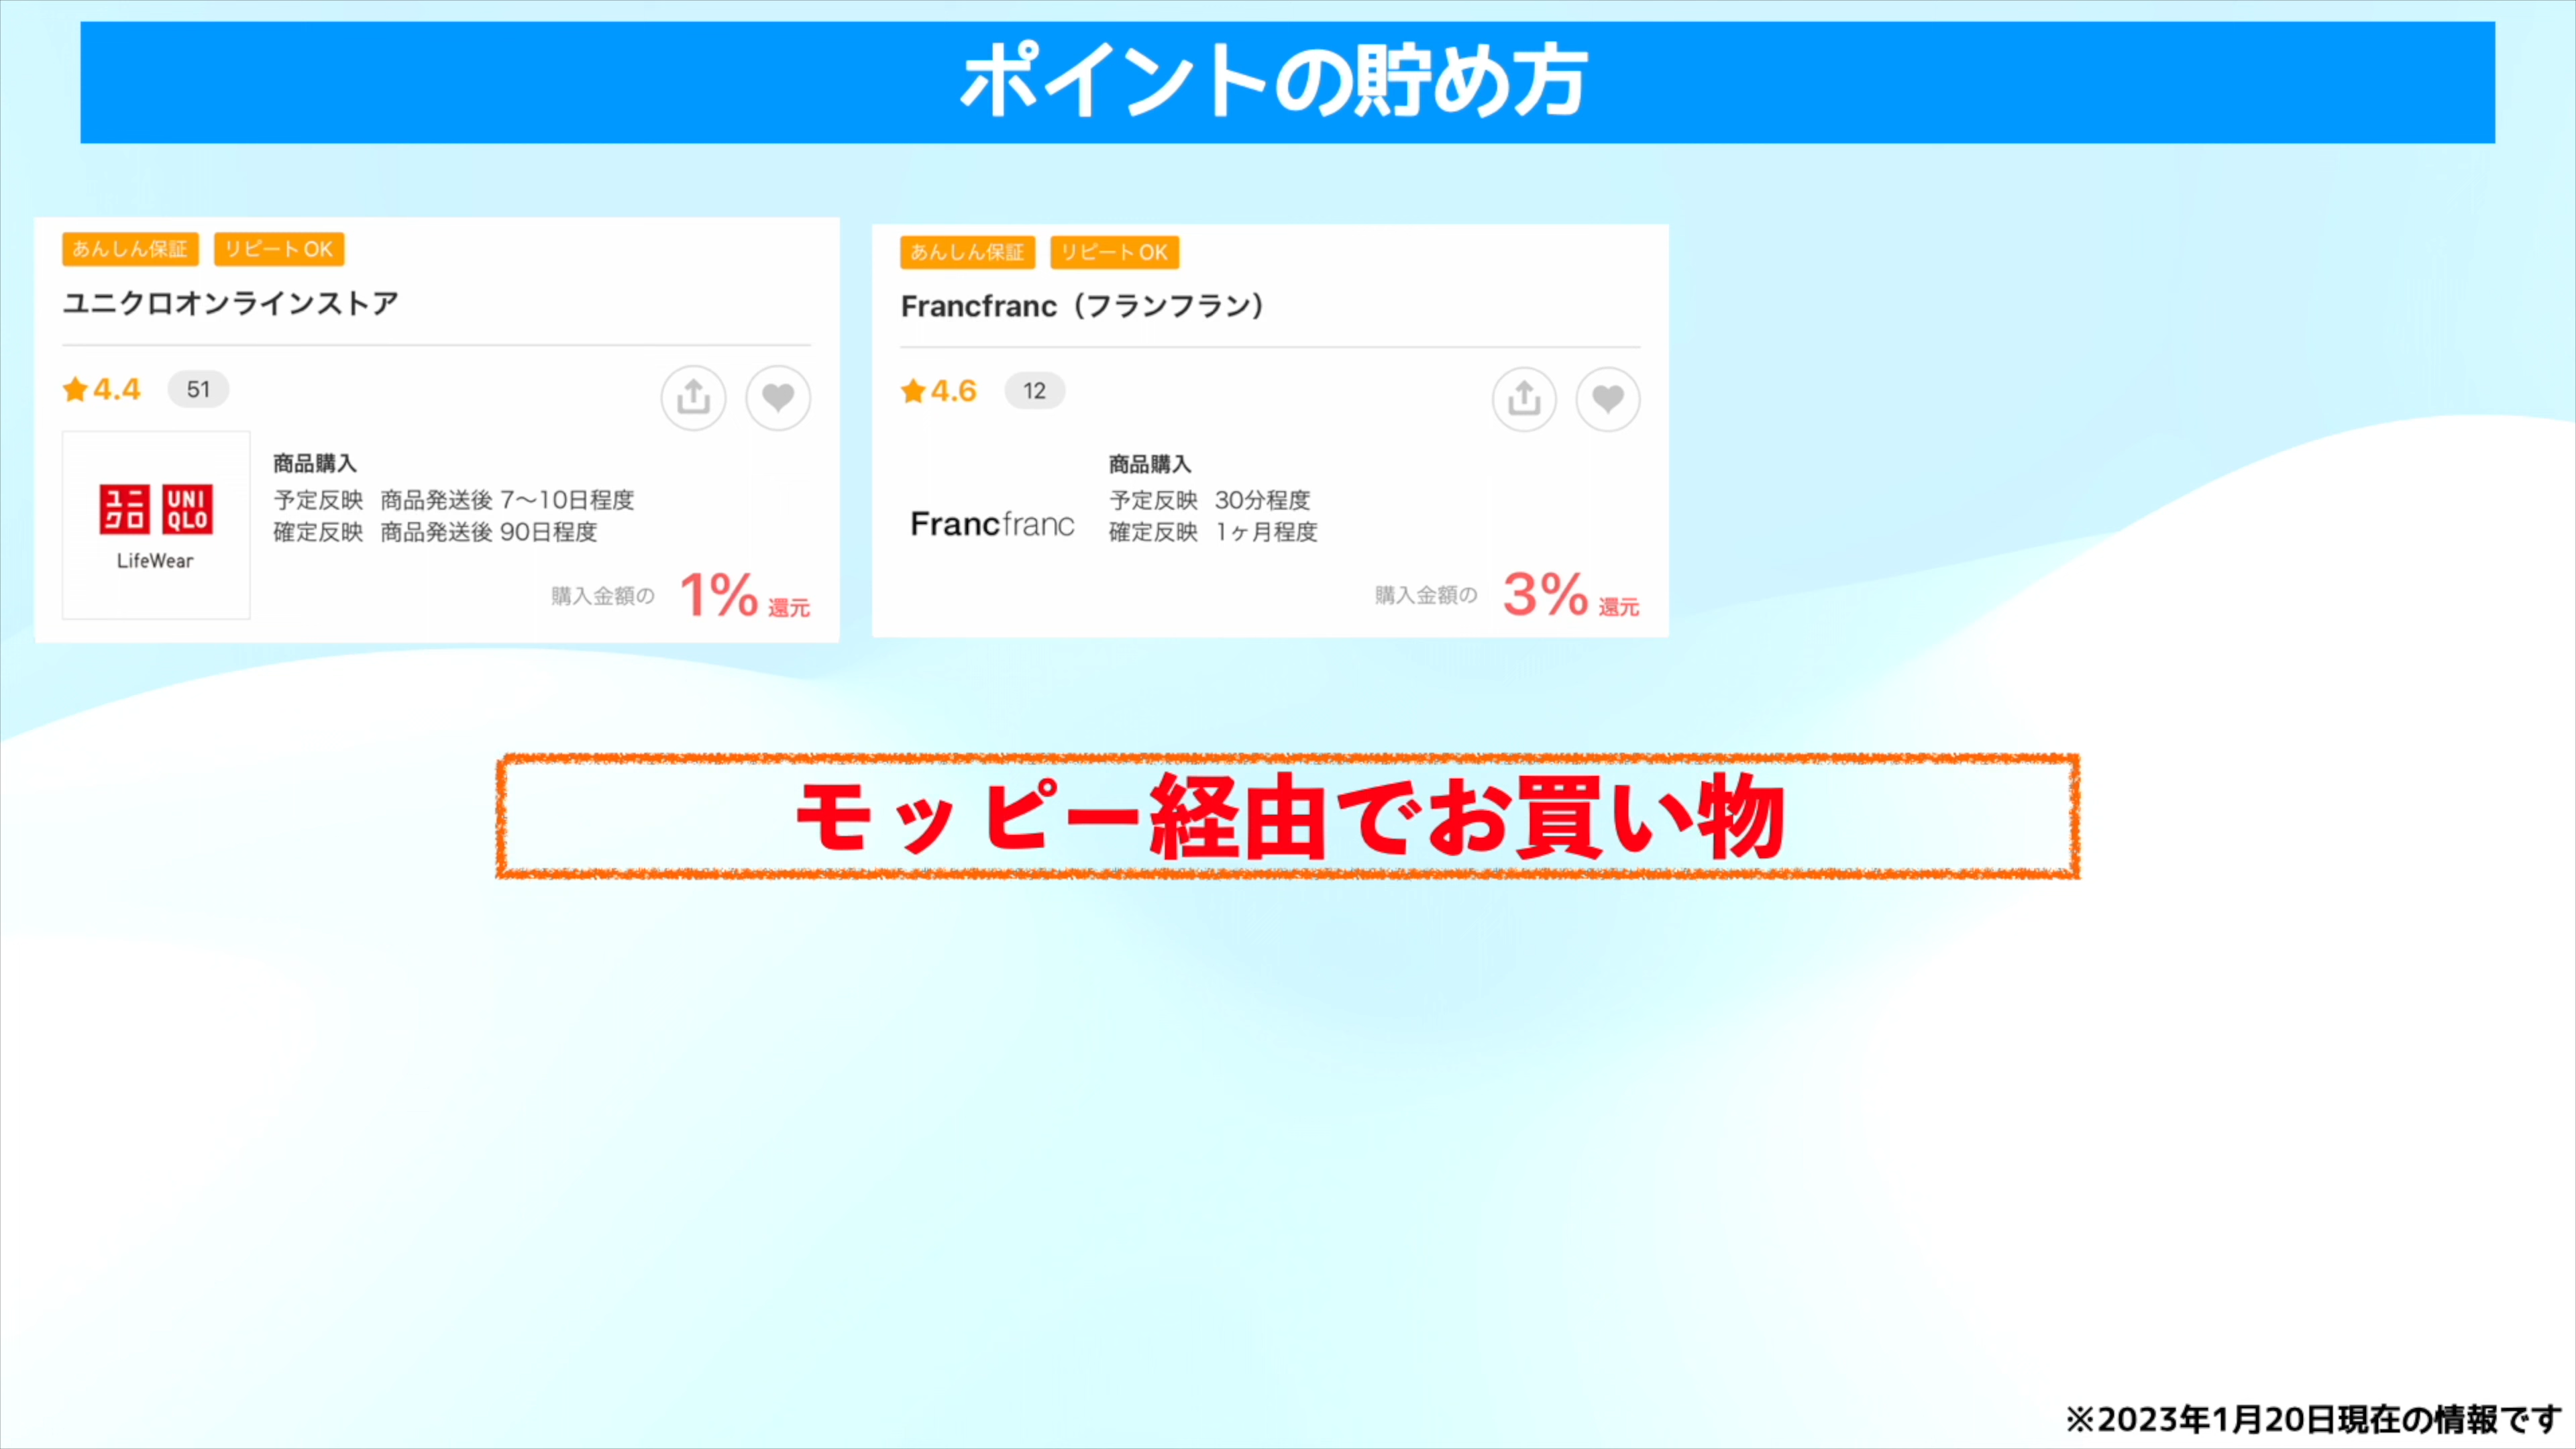 ポイントの貯め方
あんしん保証 リピートOK
ユニクロオンラインストア
★4.4 51
ユニクロ UNIQLO
LifeWear
商品購入
予定反映 商品発送後 7〜10日程度
確定反映 商品発送後 90日程度
購入金額の 1% 還元
あんしん保証 リピートOK
Francfranc（フランフラン）
★4.6 12
Francfranc
商品購入
予定反映 30分程度
確定反映 1ヶ月程度
購入金額の 3% 還元
モッピー経由でお買い物
※2023年1月20日現在の情報です